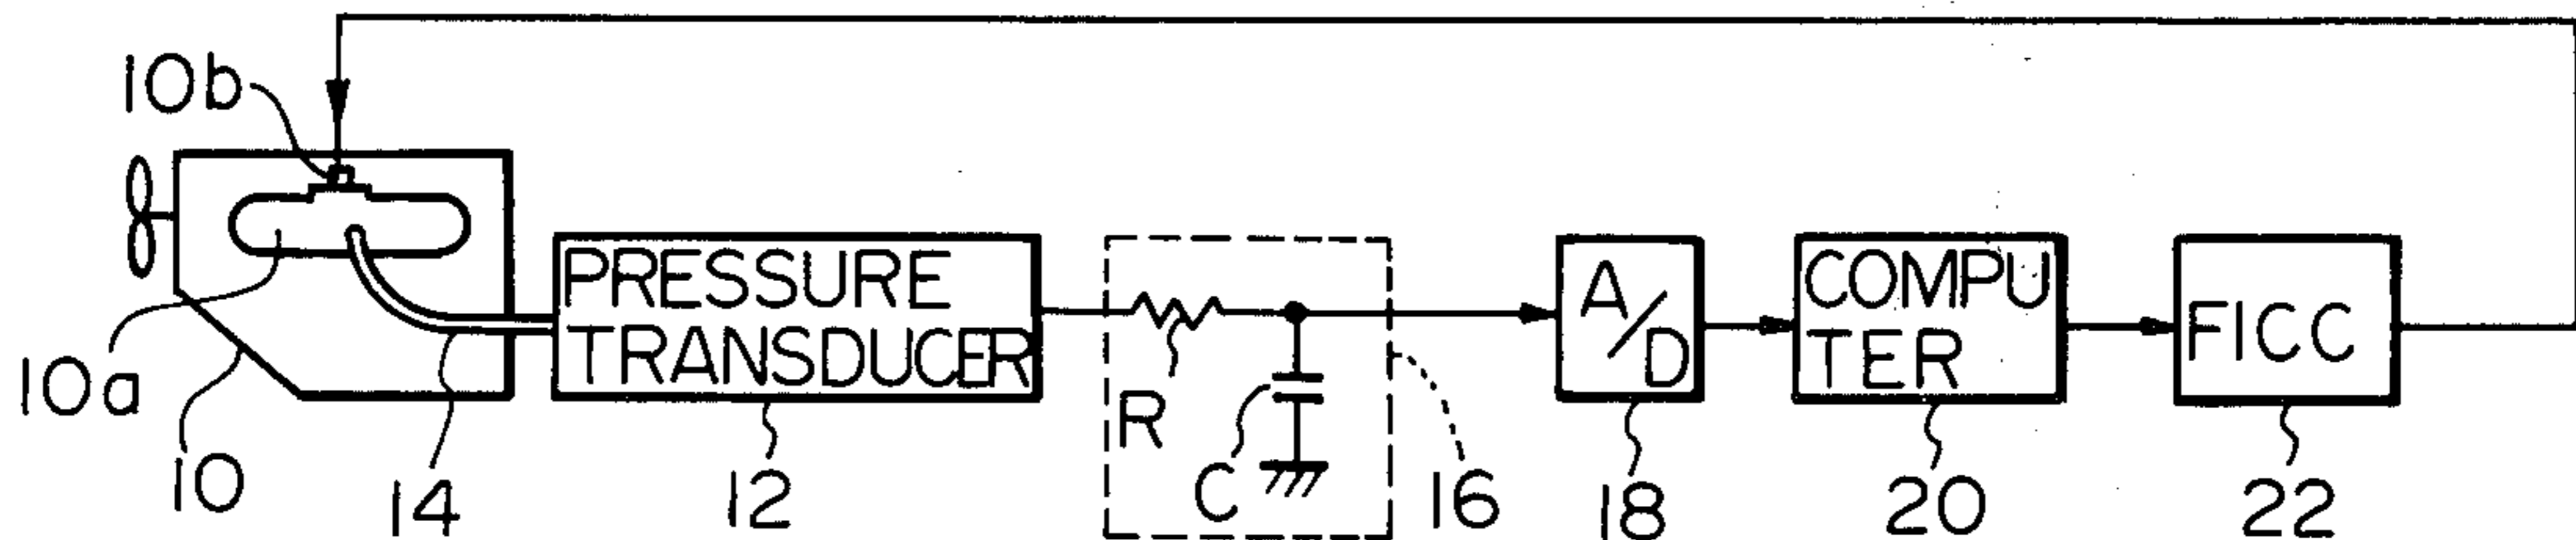 10b
PRESSURE
TRANSDUCER
A/D
COMPU
TER
FICC
10a
10
14
12
R
C
16
18
20
22